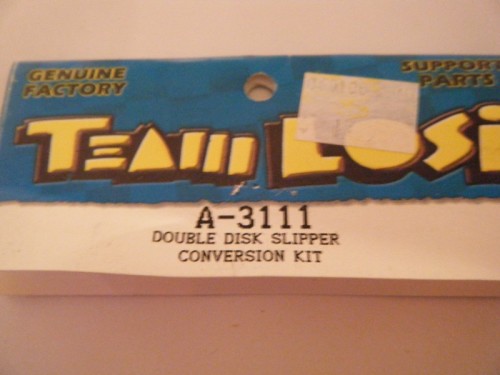 GENUINE
FACTORY
SUPPORT
PARTS
TEAM LOSI
A-3111
DOUBLE DISK SLIPPER
CONVERSION KIT